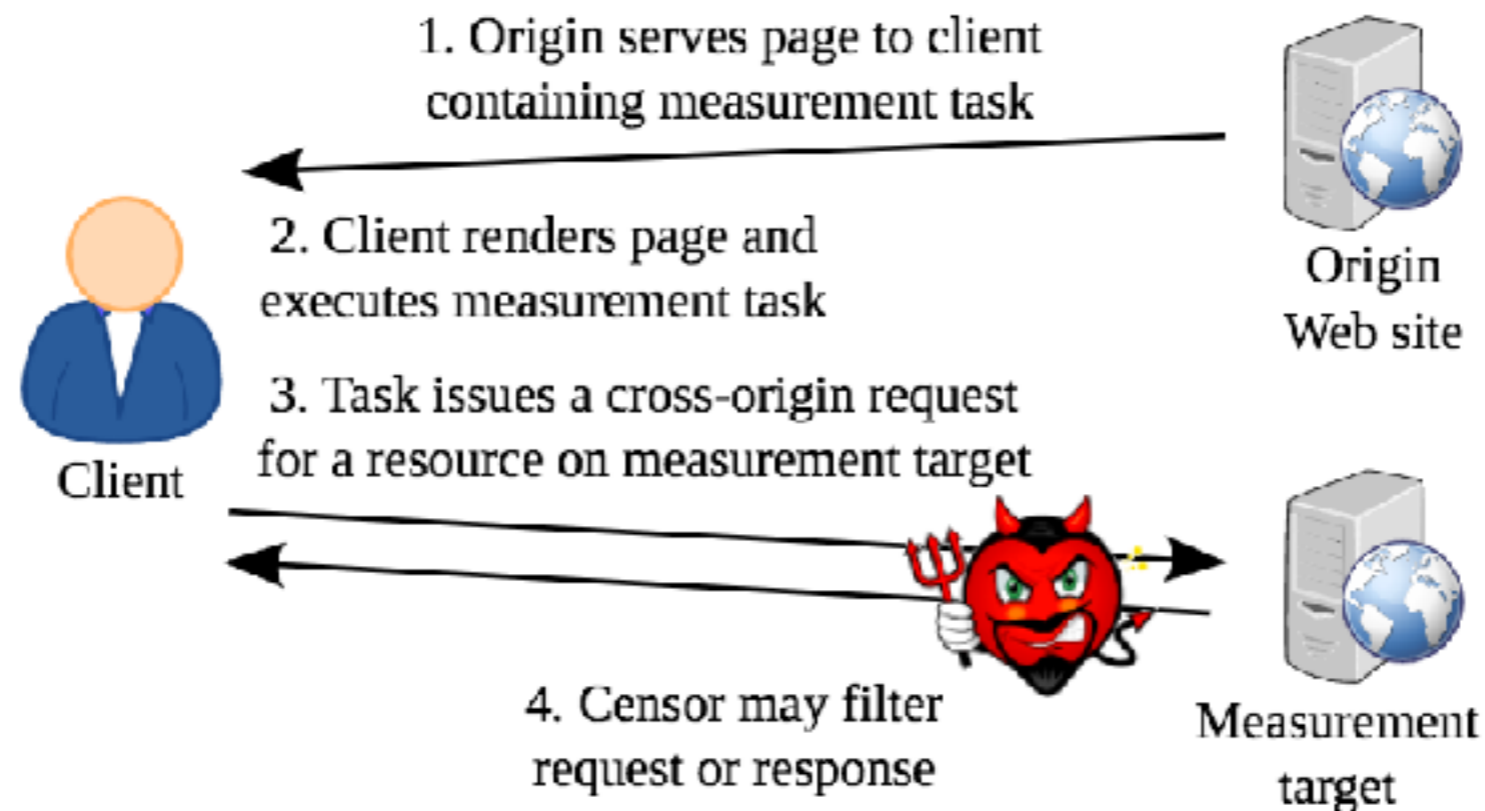 1. Origin serves page to client
containing measurement task
2. Client renders page and
executes measurement task
Origin
Web site
3. Task issues a cross-origin request
for a resource on measurement target
Client
4. Censor may filter
request or response
Measurement
target